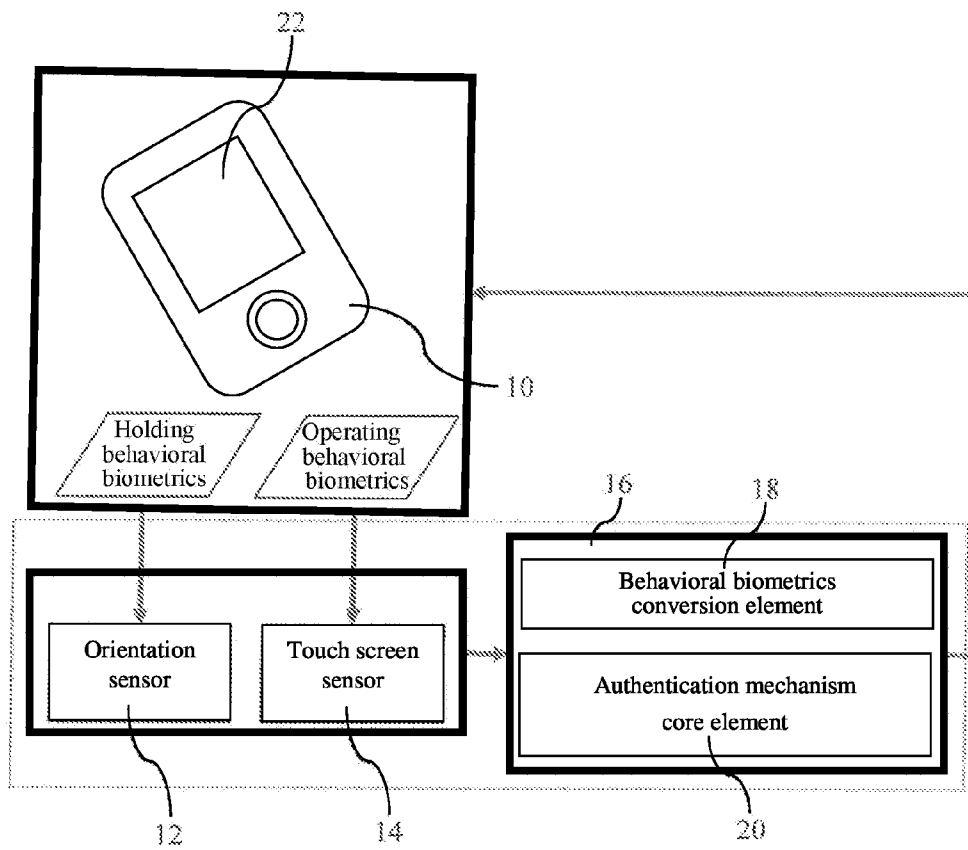 22
10
Holding
behavioral
biometrics
Operating
behavioral
biometrics
16
18
Behavioral biometrics
conversion element
Orientation
sensor
Touch screen
sensor
Authentication mechanism
core element
12
14
20